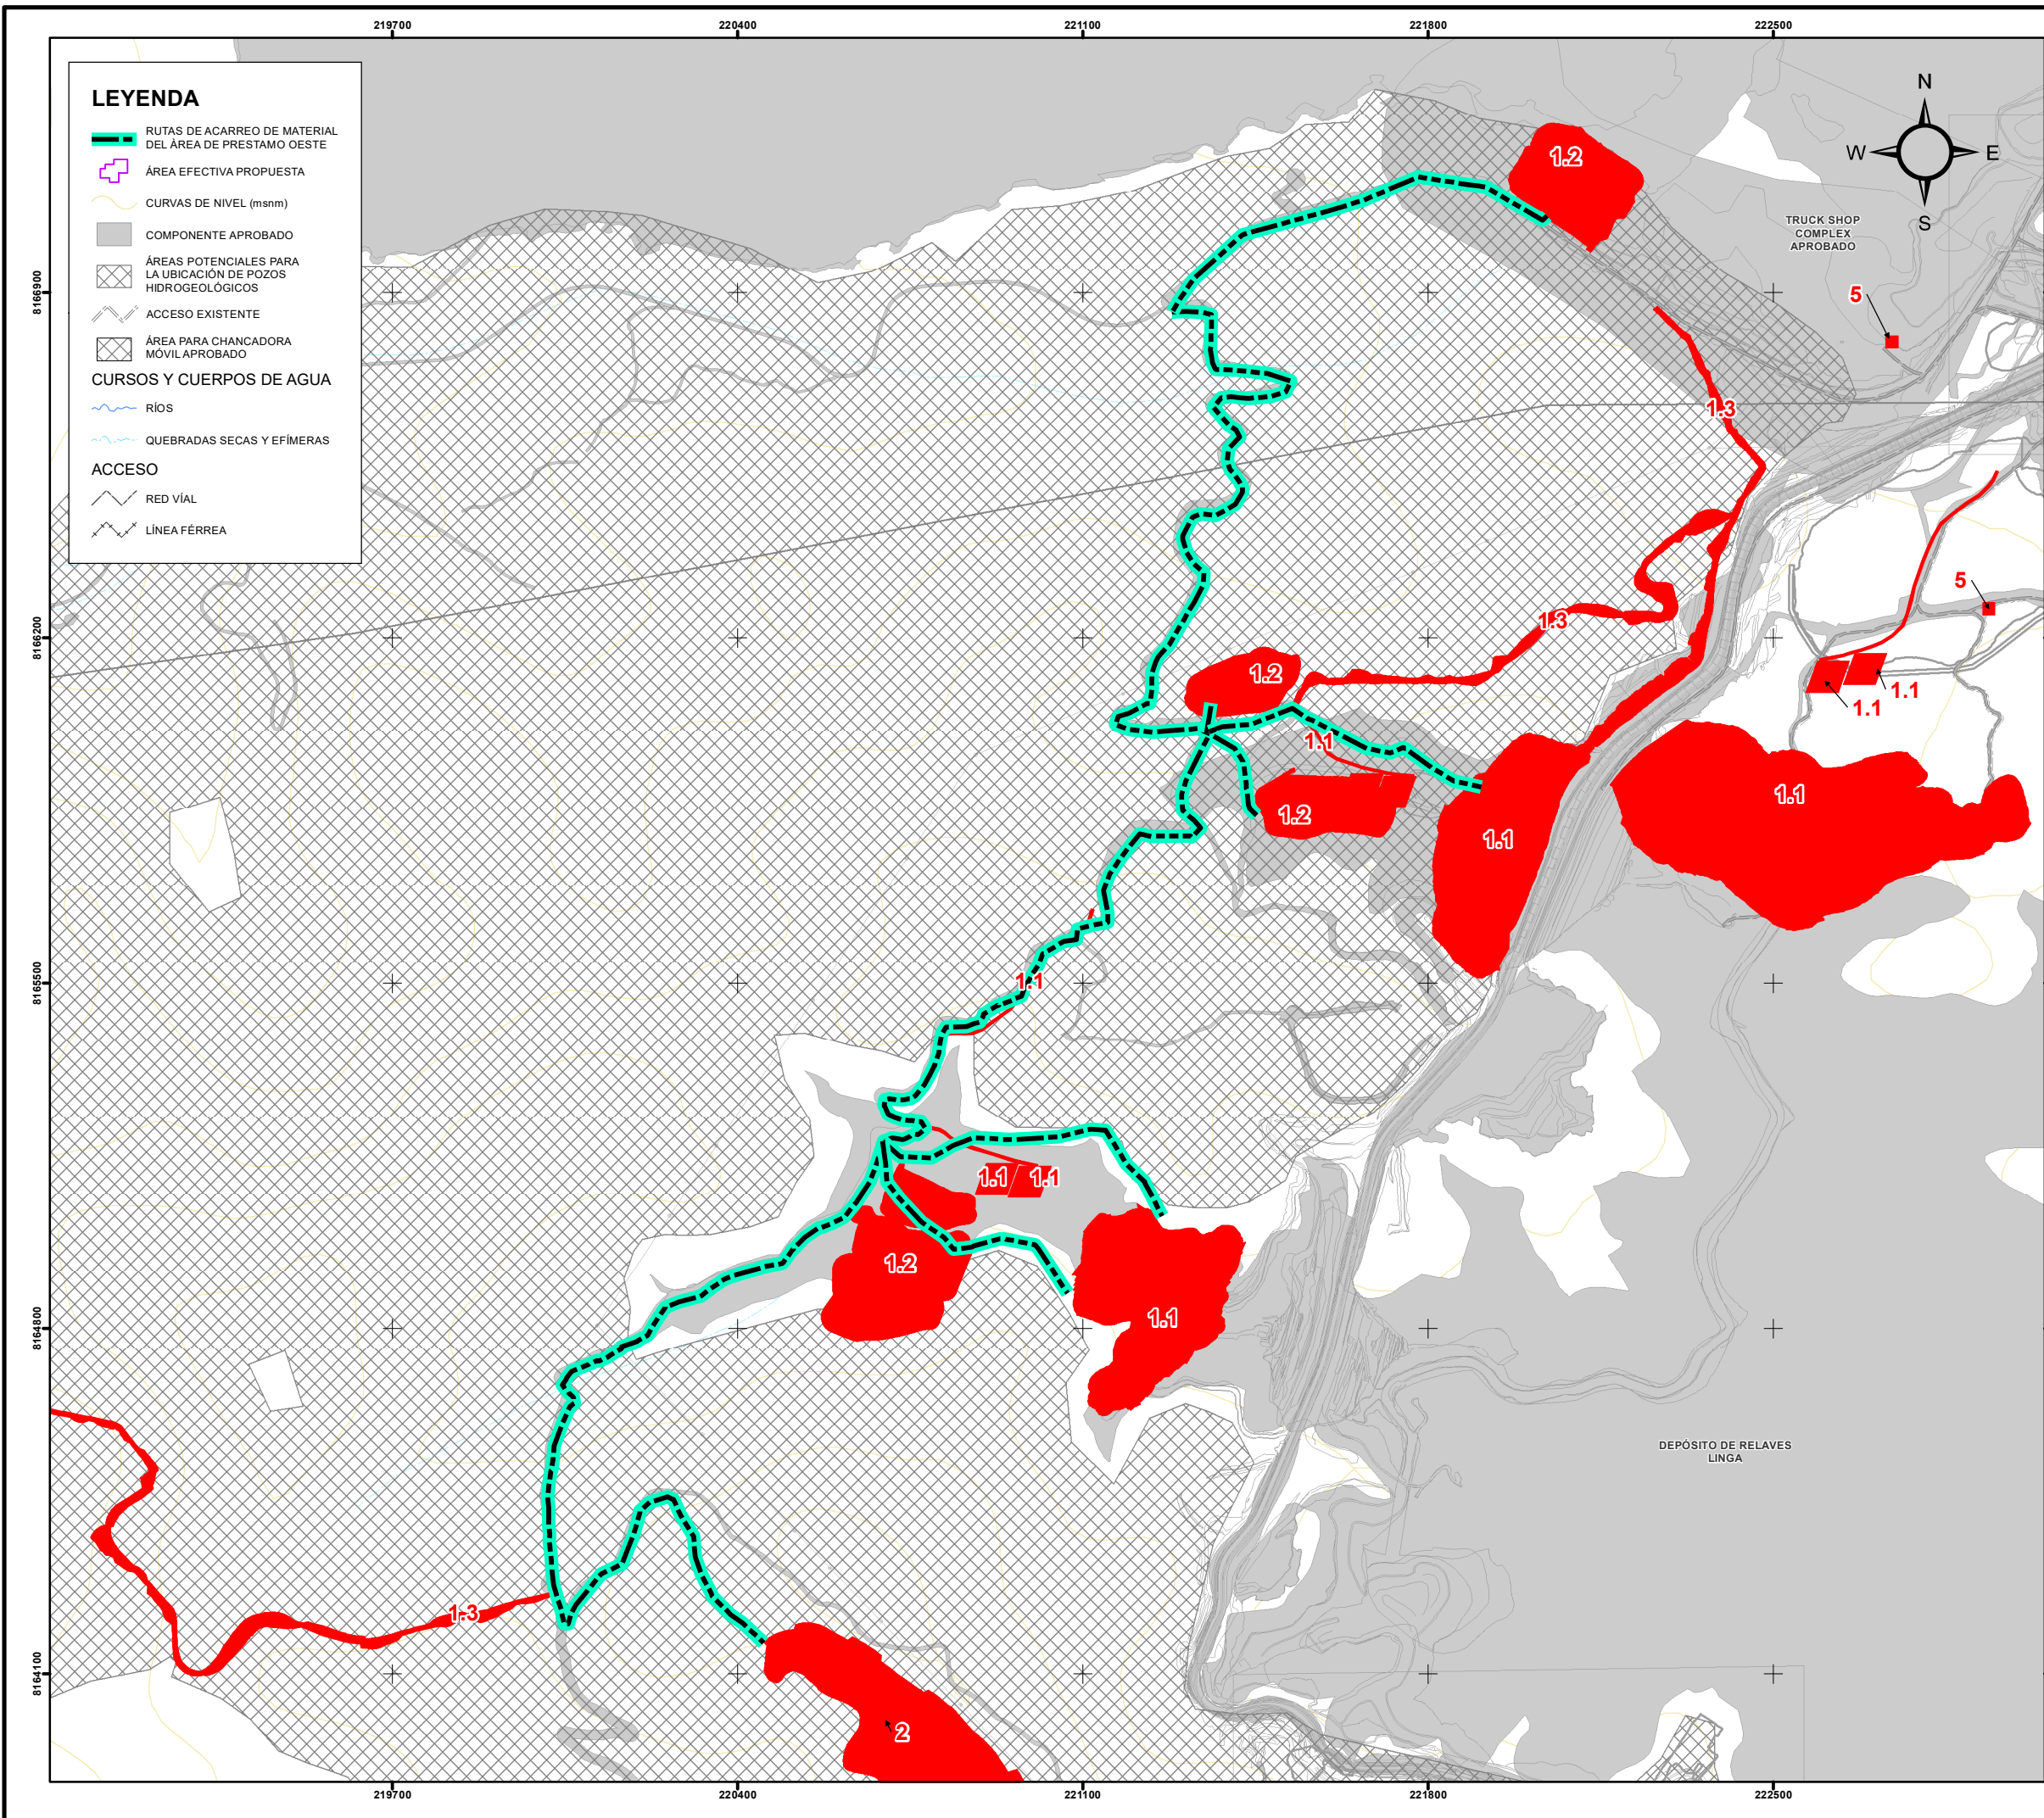 219700
220400
221100
221800
222500
LEYENDA
RUTAS DE ACARREO DE MATERIAL
DEL ÁREA DE PRESTAMO OESTE
ÁREA EFECTIVA PROPUESTA
CURVAS DE NIVEL (msnm)
COMPONENTE APROBADO
ÁREAS POTENCIALES PARA
LA UBICACIÓN DE POZOS
HIDROGEOLÓGICOS
ACCESO EXISTENTE
ÁREA PARA CHANCADORA
MÓVIL APROBADO
CURSOS Y CUERPOS DE AGUA
RÍOS
QUEBRADAS SECAS Y EFÍMERAS
ACCESO
RED VÍAL
LÍNEA FÉRREA
N
W
E
S
1.2
TRUCK SHOP
COMPLEX
APROBADO
8166900
5
1.3
5
1.3
8166200
1.2
1.1
1.1
1.1
1.1
1.2
1.1
8165500
1.1
1.1
1.1
1.2
1.1
8164800
DEPÓSITO DE RELAVES
LINGA
1.3
8164100
2
219700
220400
221100
221800
222500